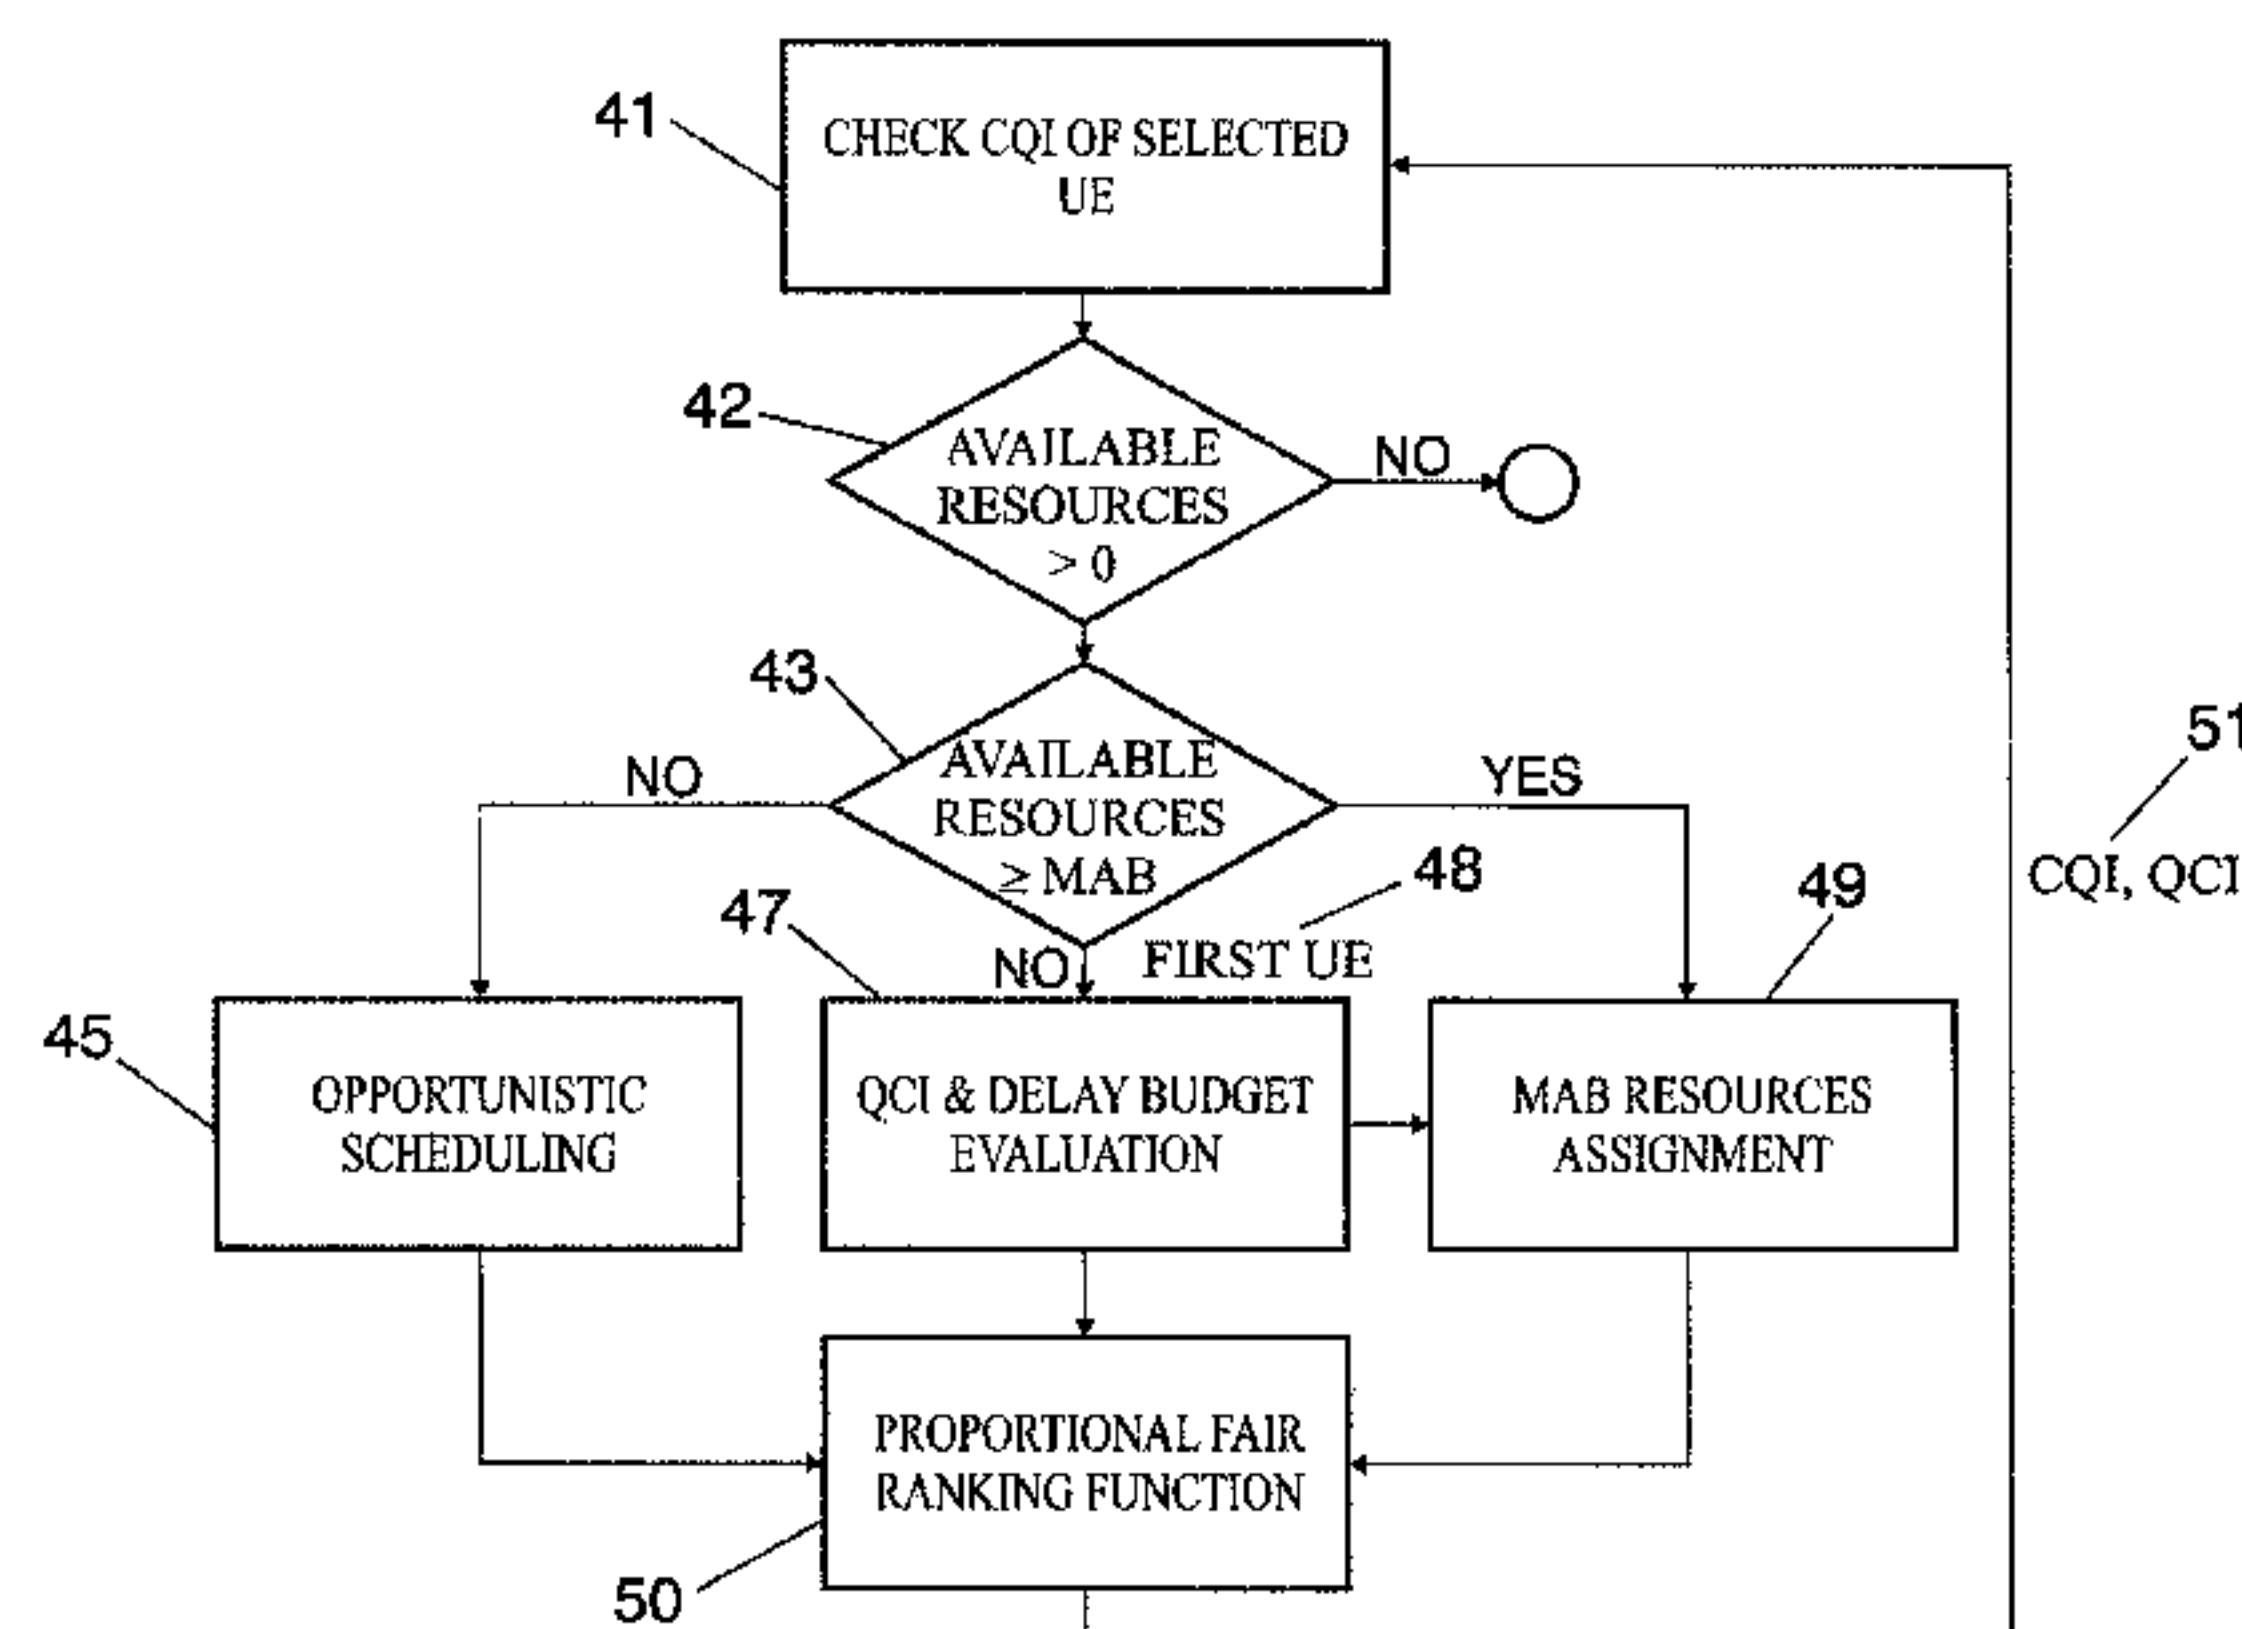 41
CHECK CQI OF SELECTED
UE
42
AVAILABLE
RESOURCES
> 0
NO
43
AVAILABLE
RESOURCES
≥ MAB
NO
YES
51
CQI, QCI
47
NO
FIRST UE
48
49
45
OPPORTUNISTIC
SCHEDULING
QCI & DELAY BUDGET
EVALUATION
MAB RESOURCES
ASSIGNMENT
PROPORTIONAL FAIR
RANKING FUNCTION
50